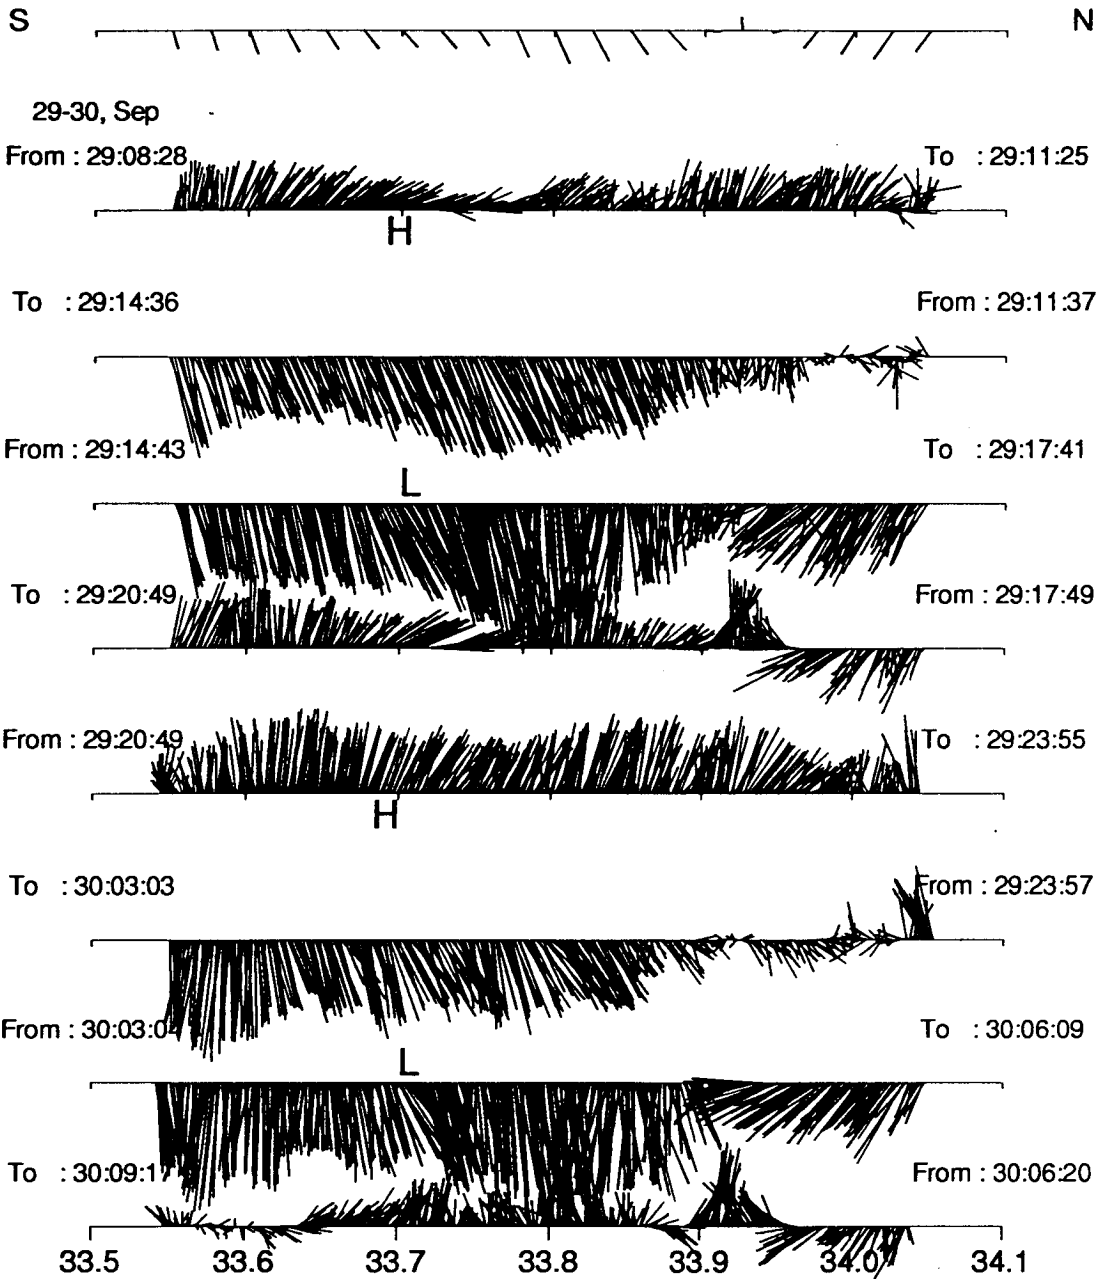 S N
29-30, Sep
From : 29:08:28 To : 29:11:25
H
To : 29:14:36 From : 29:11:37
From : 29:14:43 To : 29:17:41
L
To : 29:20:49 From : 29:17:49
From : 29:20:49 To : 29:23:55
H
To : 30:03:03 From : 29:23:57
From : 30:03:04 To : 30:06:09
L
To : 30:09:17 From : 30:06:20
33.5 33.6 33.7 33.8 33.9 34.0 34.1